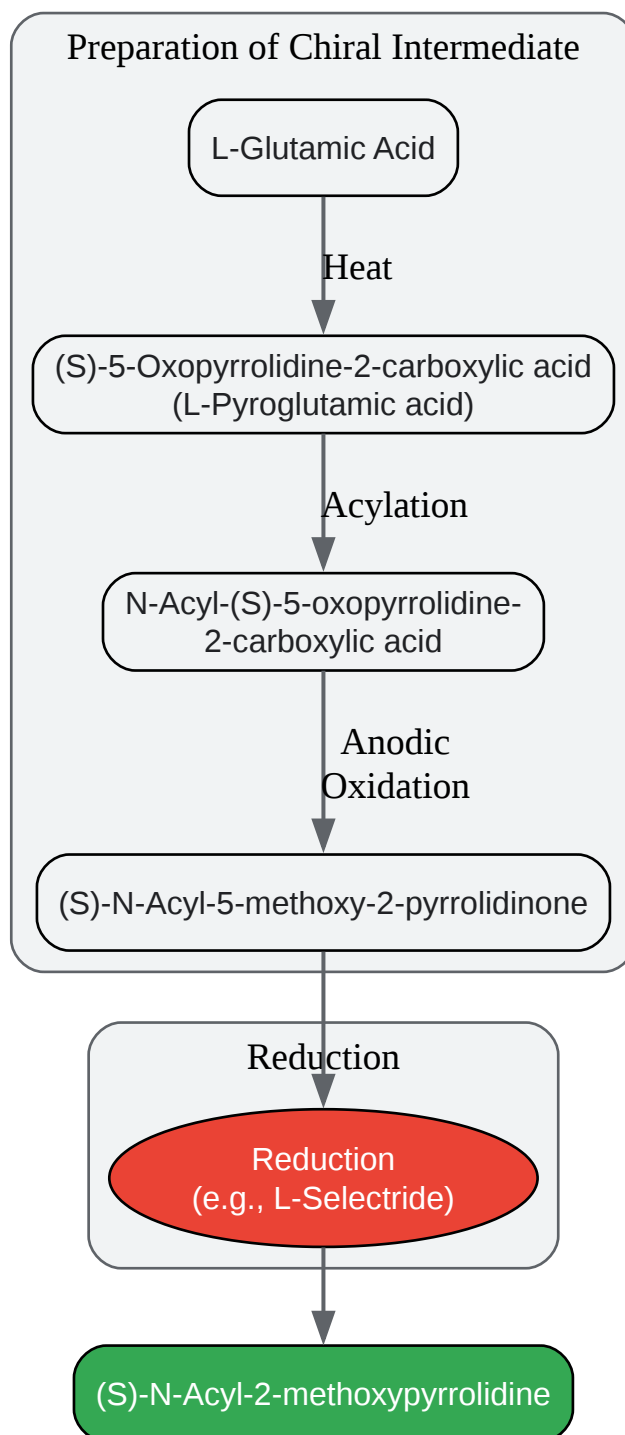 Preparation of Chiral Intermediate
L-Glutamic Acid
Heat
(S)-5-Oxopyrrolidine-2-carboxylic acid
(L-Pyroglutamic acid)
Acylation
N-Acyl-(S)-5-oxopyrrolidine-
2-carboxylic acid
Anodic
Oxidation
(S)-N-Acyl-5-methoxy-2-pyrrolidinone
Reduction
Reduction
(e.g., L-Selectride)
(S)-N-Acyl-2-methoxypyrrolidine